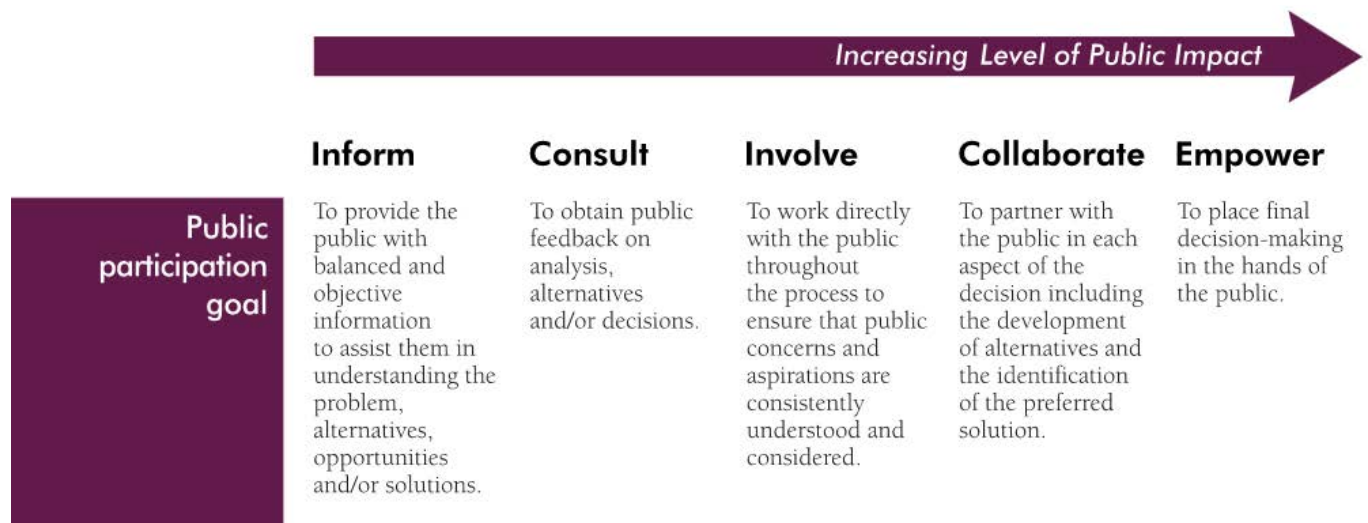 Increasing Level of Public Impact
Inform
Consult
Involve
Collaborate
Empower
Public
participation
goal
To provide the
public with
balanced and
objective
information
to assist them in
understanding the
problem,
alternatives,
opportunities
and/or solutions.
To obtain public
feedback on
analysis,
alternatives
and/or decisions.
To work directly
with the public
throughout
the process to
ensure that public
concerns and
aspirations are
consistently
understood and
considered.
To partner with
the public in each
aspect of the
decision including
the development
of alternatives and
the identification
of the preferred
solution.
To place final
decision-making
in the hands of
the public.